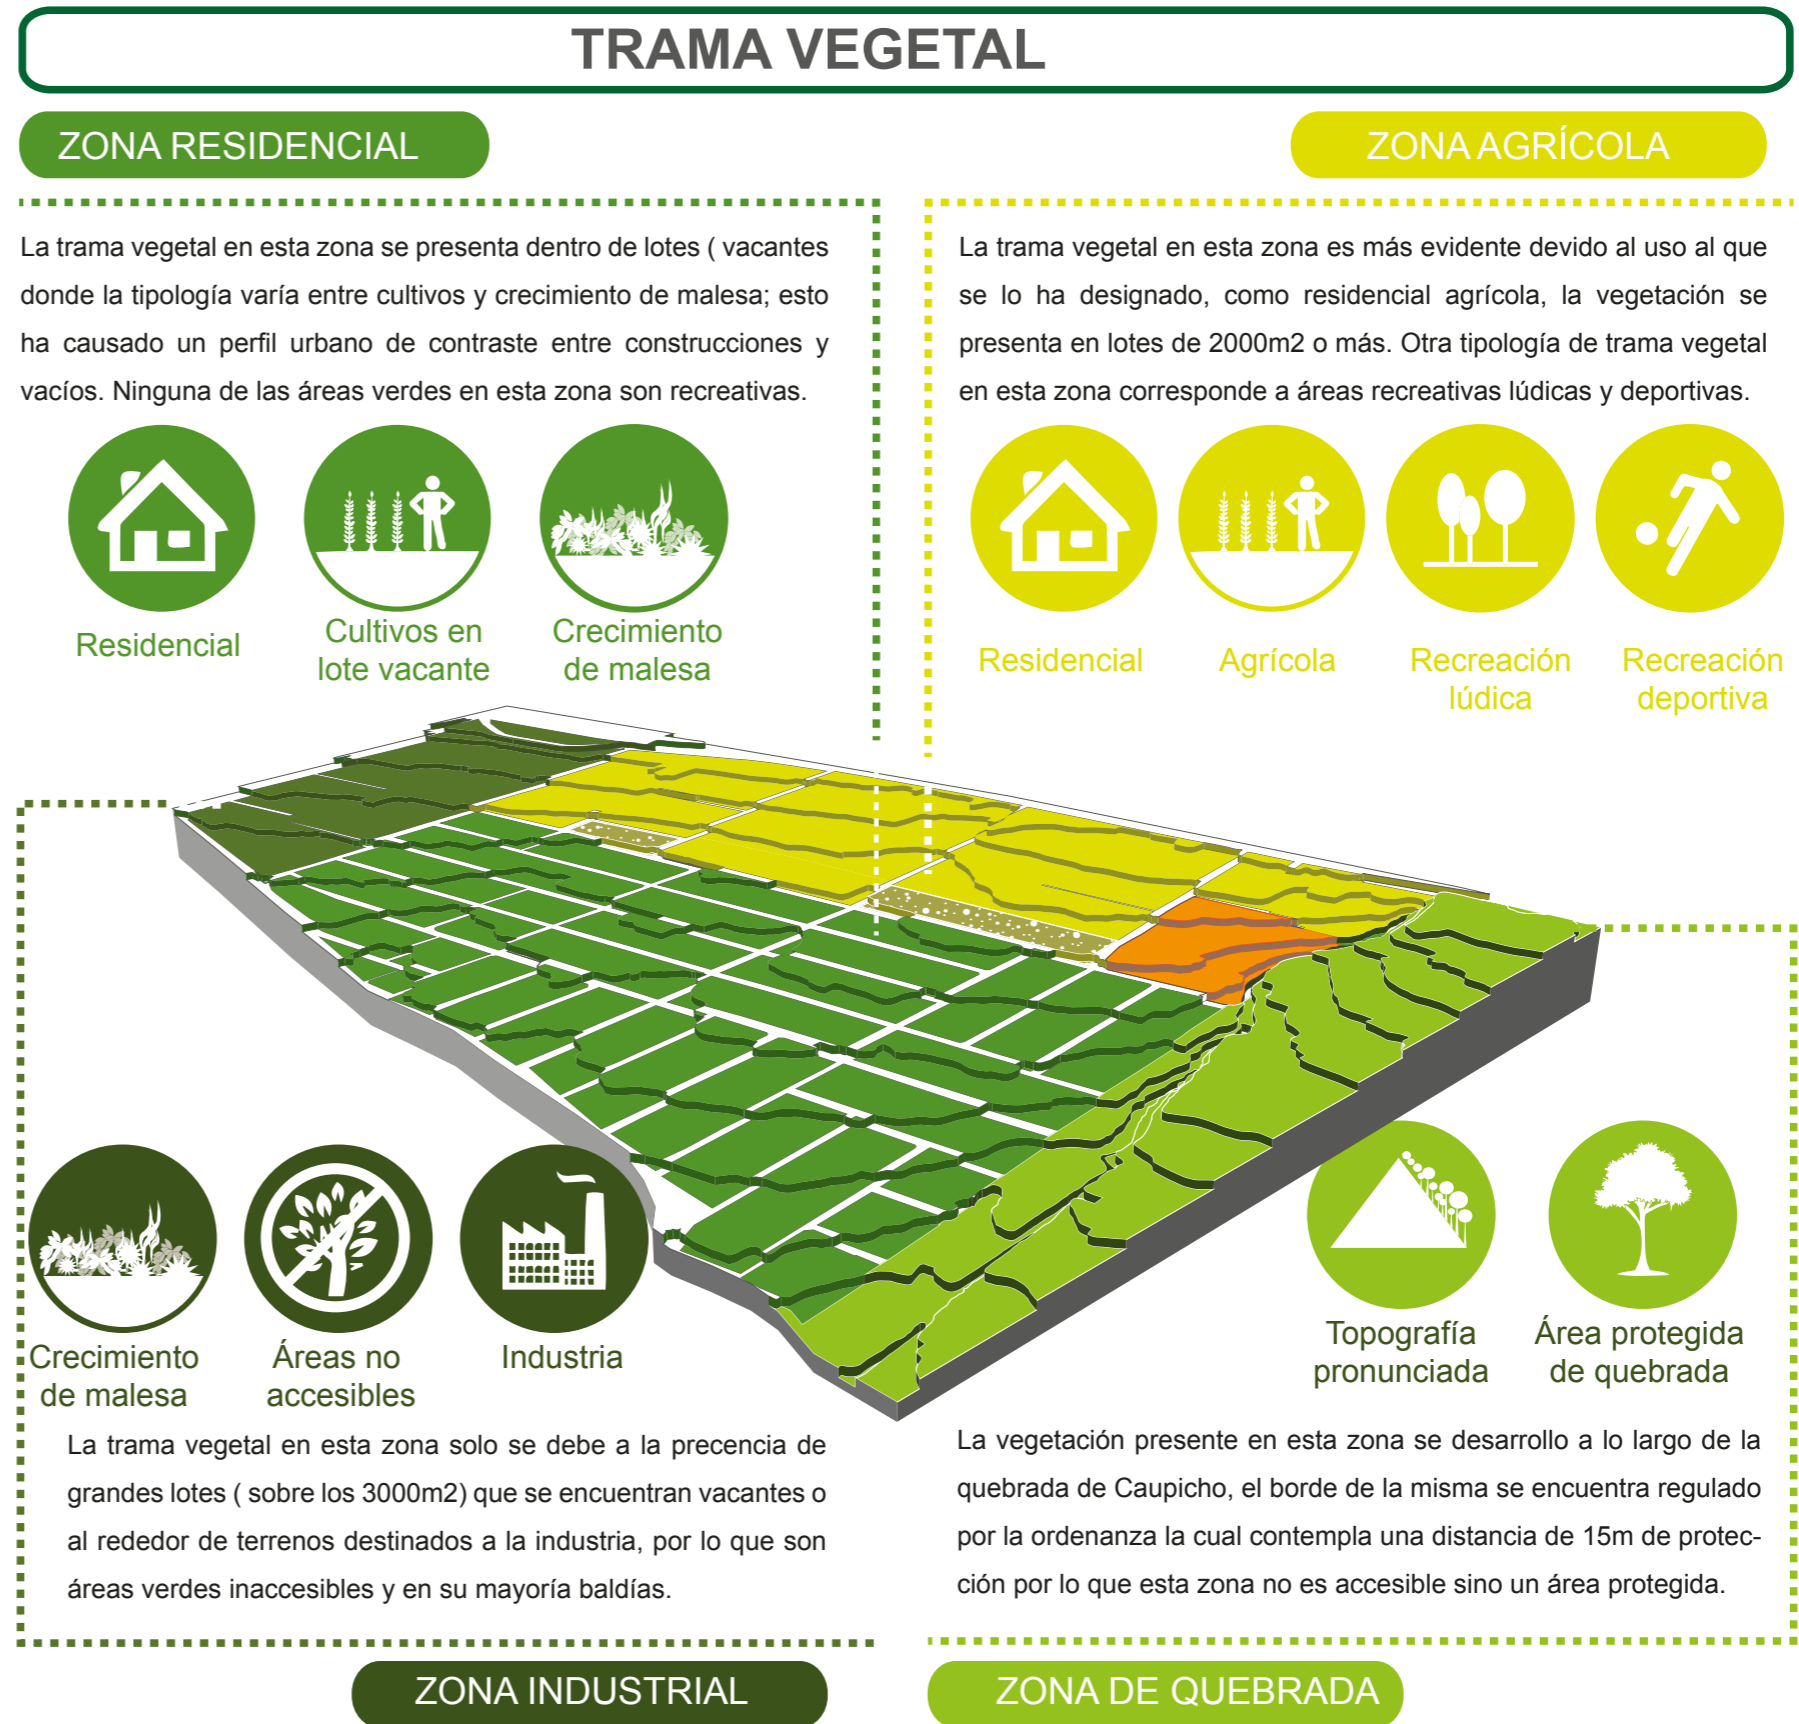 TRAMA VEGETAL
ZONA RESIDENCIAL
La trama vegetal en esta zona se presenta dentro de lotes ( vacantes
donde la tipología varía entre cultivos y crecimiento de malesa; esto
ha causado un perfil urbano de contraste entre construcciones y
vacíos. Ninguna de las áreas verdes en esta zona son recreativas.
Residencial
Cultivos en
lote vacante
Crecimiento
de malesa
ZONA AGRÍCOLA
La trama vegetal en esta zona es más evidente devido al uso al que
se lo ha designado, como residencial agrícola, la vegetación se
presenta en lotes de 2000m2 o más. Otra tipología de trama vegetal
en esta zona corresponde a áreas recreativas lúdicas y deportivas.
Residencial
Agrícola
Recreación
lúdica
Recreación
deportiva
Crecimiento
de malesa
Áreas no
accesibles
Industria
La trama vegetal en esta zona solo se debe a la precencia de
grandes lotes ( sobre los 3000m2) que se encuentran vacantes o
al rededor de terrenos destinados a la industria, por lo que son
áreas verdes inaccesibles y en su mayoría baldías.
ZONA INDUSTRIAL
Topografía
pronunciada
Área protegida
de quebrada
La vegetación presente en esta zona se desarrollo a lo largo de la
quebrada de Caupicho, el borde de la misma se encuentra regulado
por la ordenanza la cual contempla una distancia de 15m de protec-
ción por lo que esta zona no es accesible sino un área protegida.
ZONA DE QUEBRADA